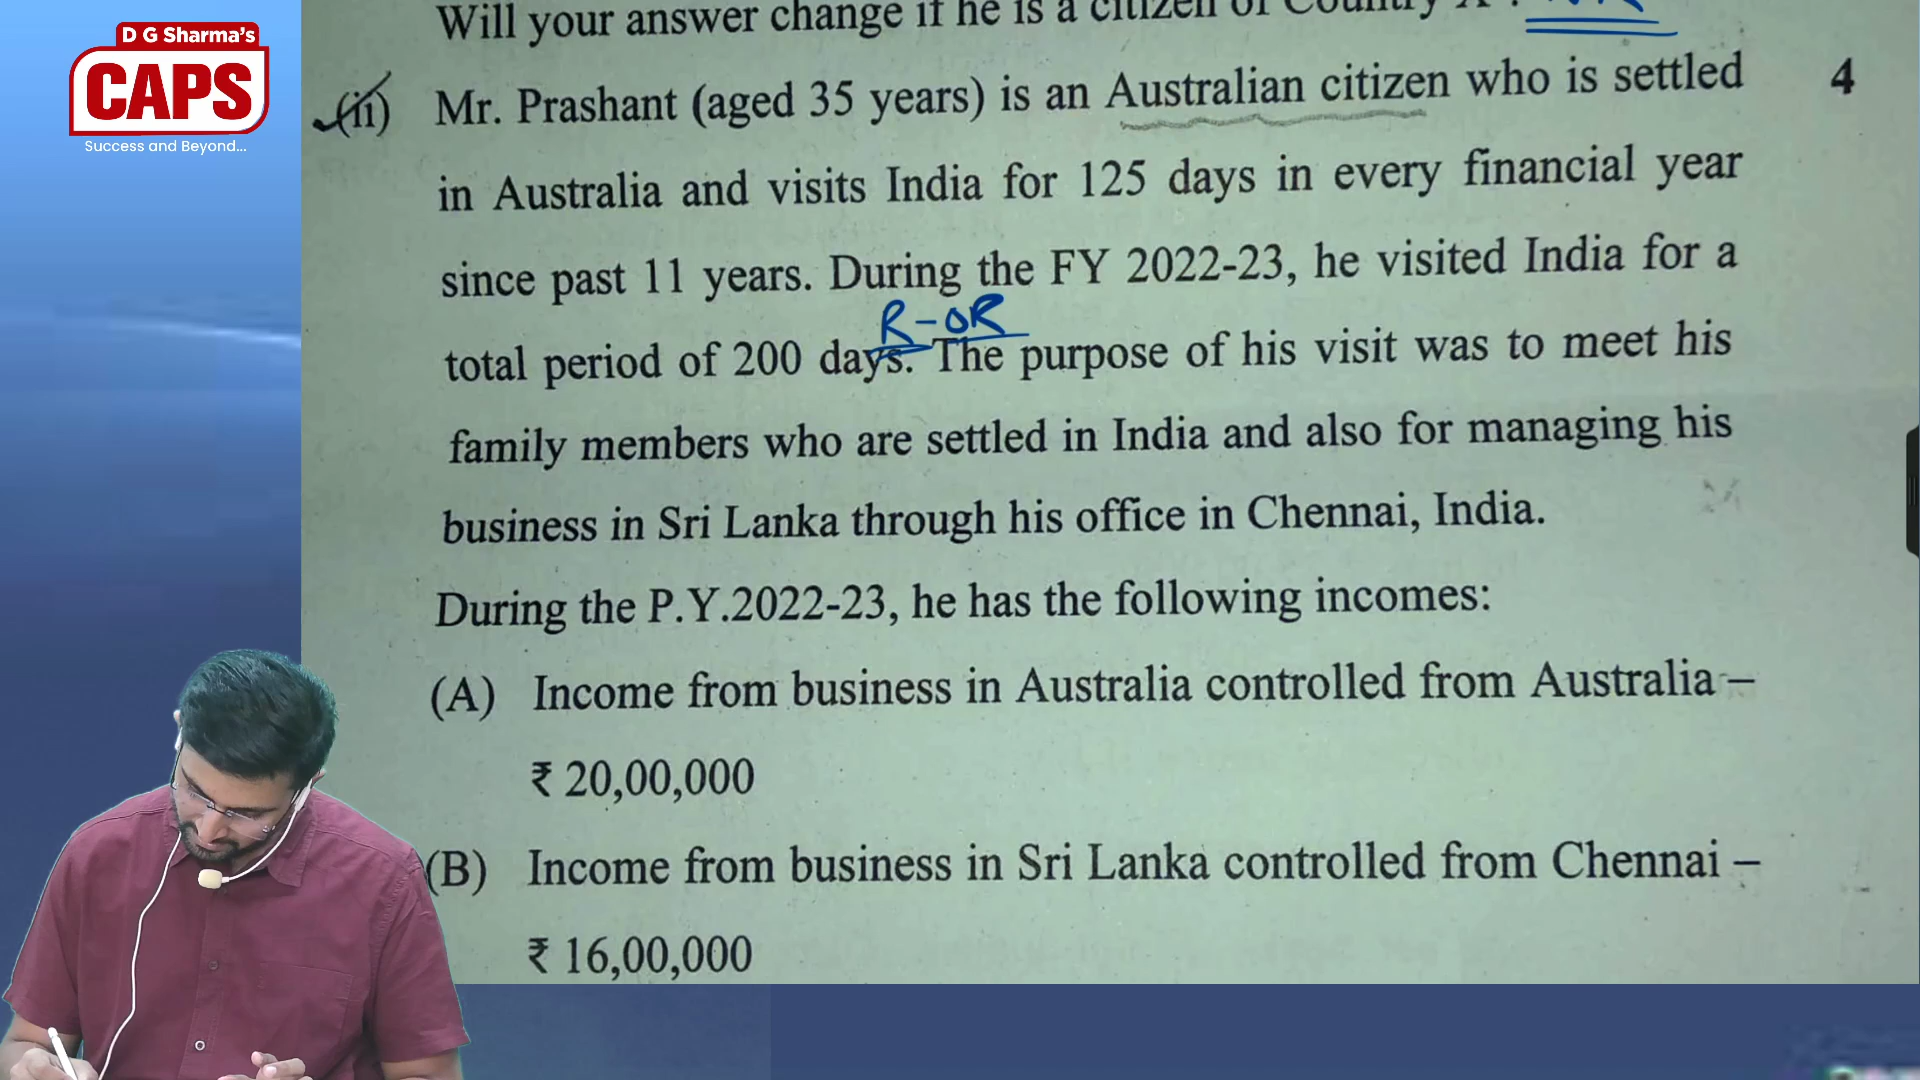 D G Sharma's
CAPS
Success and Beyond...
Will your answer change if he is a citizen of Country X ?
(ii) Mr. Prashant (aged 35 years) is an Australian citizen who is settled 4
in Australia and visits India for 125 days in every financial year
since past 11 years. During the FY 2022-23, he visited India for a
R-OR
total period of 200 days. The purpose of his visit was to meet his
family members who are settled in India and also for managing his
business in Sri Lanka through his office in Chennai, India.
During the P.Y.2022-23, he has the following incomes:
(A) Income from business in Australia controlled from Australia –
₹ 20,00,000
(B) Income from business in Sri Lanka controlled from Chennai –
₹ 16,00,000